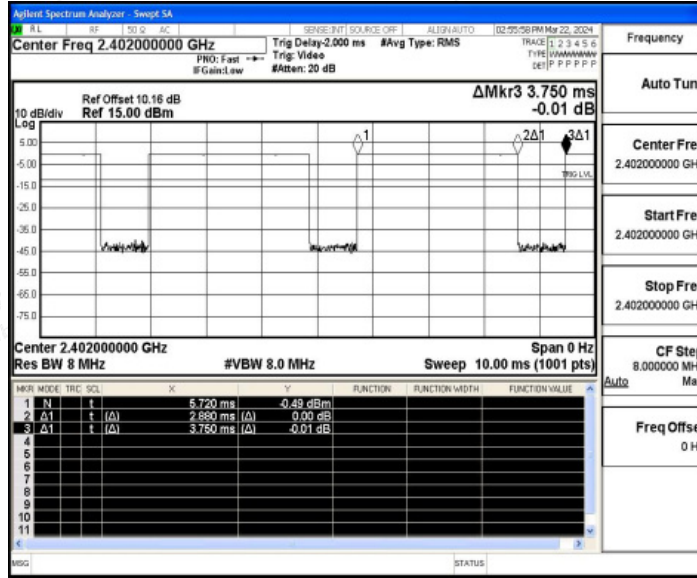 Agilent Spectrum Analyzer - Swept SA
RL RF 50 Ω AC SENSE:INT SOURCE OFF ALIGN AUTO 02:55:58 PM Mar 22, 2024
Center Freq 2.402000000 GHz
PNO: Fast
IFGain:Low
Trig Delay-2.000 ms
Trig: Video
#Atten: 20 dB
#Avg Type: RMS
TRACE 1 2 3 4 5 6
TYPE WWWWWW
DET P P P P P P
Ref Offset 10.16 dB
10 dB/div Ref 15.00 dBm
ΔMkr3 3.750 ms
-0.01 dB
Log
5.00
-5.00
-15.0
-25.0
-35.0
-45.0
-55.0
-65.0
-75.0
1
2Δ1
3Δ1
TRIG LVL
Center 2.402000000 GHz Span 0 Hz
Res BW 8 MHz #VBW 8.0 MHz Sweep 10.00 ms (1001 pts)
MKR MODE TRC SCL X Y FUNCTION FUNCTION WIDTH FUNCTION VALUE
1 N t 5.720 ms -0.49 dBm
2 Δ1 t (Δ) 2.880 ms (Δ) 0.00 dB
3 Δ1 t (Δ) 3.750 ms (Δ) -0.01 dB
4
5
6
7
8
9
10
11
MSG STATUS
Frequency
Auto Tun
Center Fre
2.402000000 GH
Start Fre
2.402000000 GH
Stop Fre
2.402000000 GH
CF Ste
8.000000 MH
Auto Ma
Freq Offse
0 H